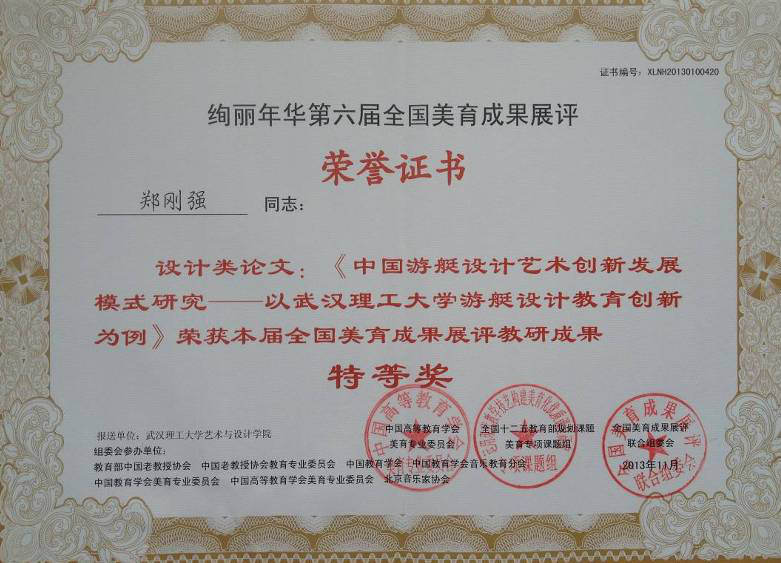 证书编号：XLNH20130100420
绚丽年华第六届全国美育成果展评
荣誉证书
郑刚强 同志：
设计类论文：《中国游艇设计艺术创新发展
模式研究——以武汉理工大学游艇设计教育创新
为例》荣获本届全国美育成果展评教研成果
特等奖
报送单位：武汉理工大学艺术与设计学院
组委会参办单位：
教育部中国老教授协会 中国老教授协会教育专业委员会 中国教育学会 中国教育学会音乐教育分会
中国教育学会美育专业委员会 中国高等教育学会美育专业委员会 北京音乐家协会
中国高等教育学会 全国十二五教育部规划课题 全国美育成果展评
美育专业委员会 美育专项课题组 联合组委会
2013年11月
中国高等教育学会
专项课题组
全国美育成果展评会
联合组委